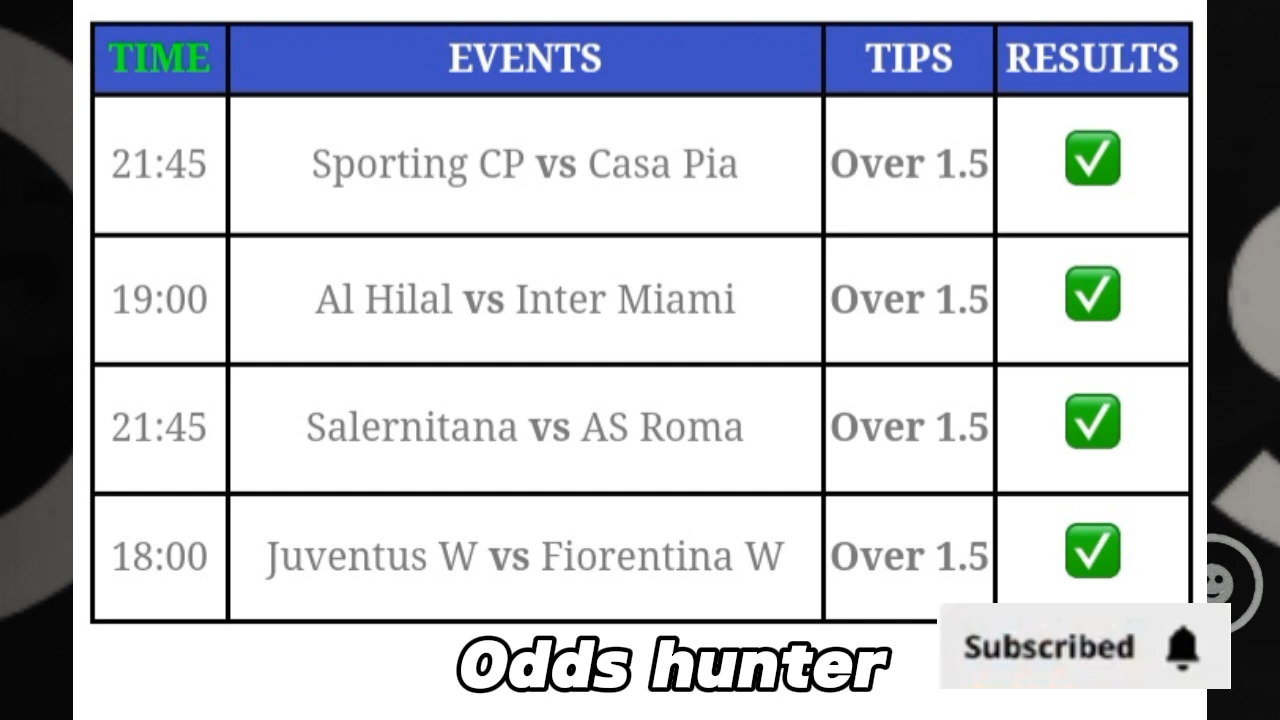 TIME EVENTS TIPS RESULTS
21:45 Sporting CP vs Casa Pia Over 1.5 ✅
19:00 Al Hilal vs Inter Miami Over 1.5 ✅
21:45 Salernitana vs AS Roma Over 1.5 ✅
18:00 Juventus W vs Fiorentina W Over 1.5 ✅
Odds hunter
Subscribed